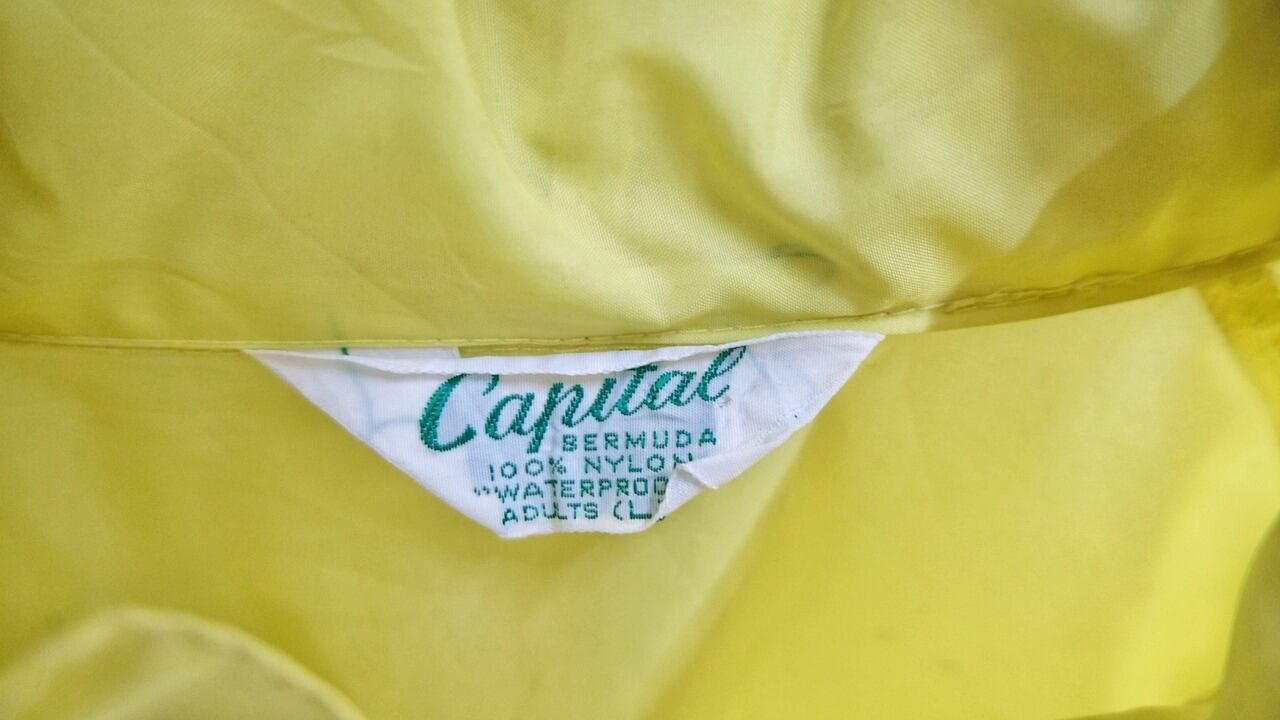 Capital
BERMUDA
100% NYLON
"WATERPROO
ADULTS (L)